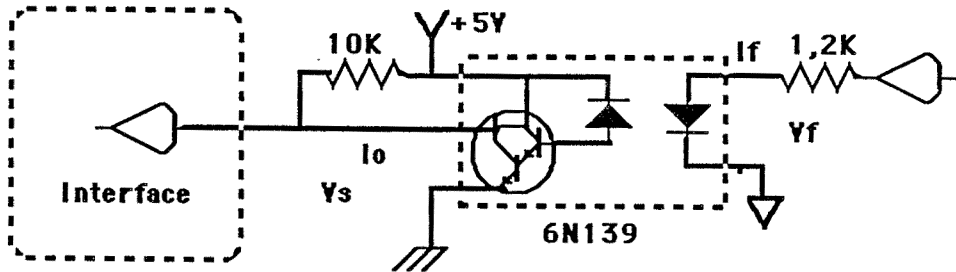 +5V
10K
If
1,2K
Vf
Io
Interface
Vs
6N139